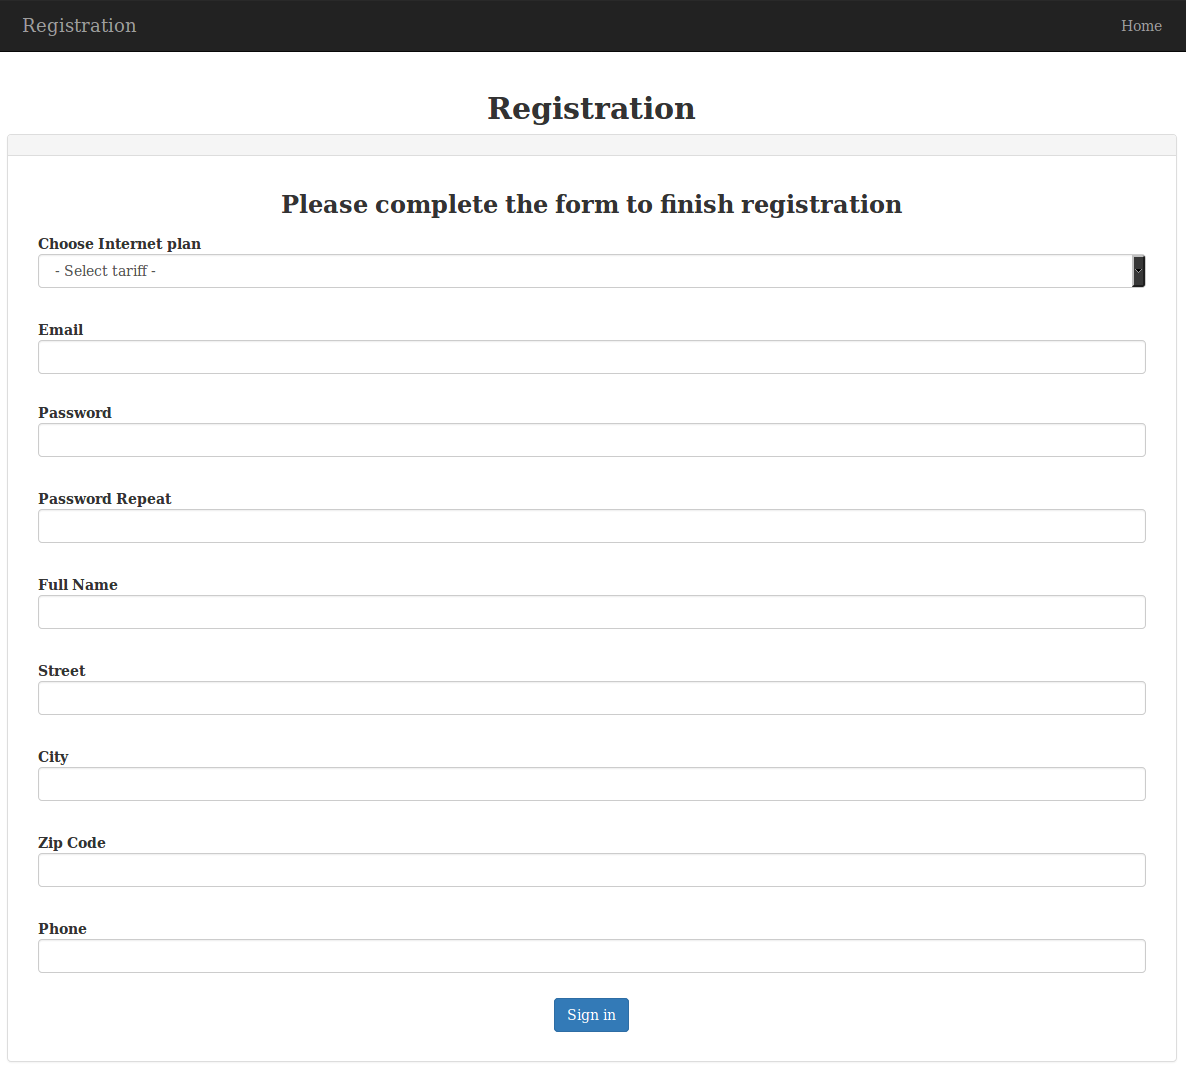 Registration
Home
Registration
Please complete the form to finish registration
Choose Internet plan
- Select tariff -
Email
Password
Password Repeat
Full Name
Street
City
Zip Code
Phone
Sign in